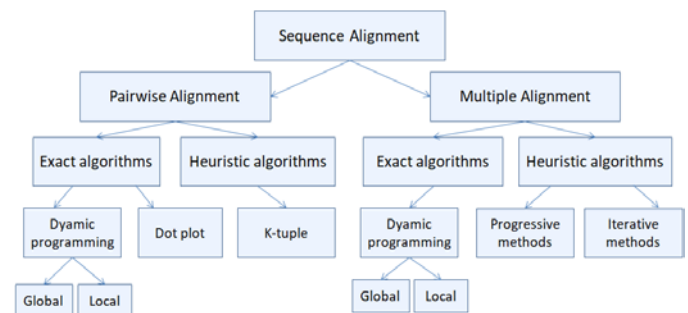 Sequence Alignment
Pairwise Alignment
Multiple Alignment
Exact algorithms
Heuristic algorithms
Exact algorithms
Heuristic algorithms
Dyamic
programming
Dot plot
K-tuple
Dyamic
programming
Progressive
methods
Iterative
methods
Global
Local
Global
Local